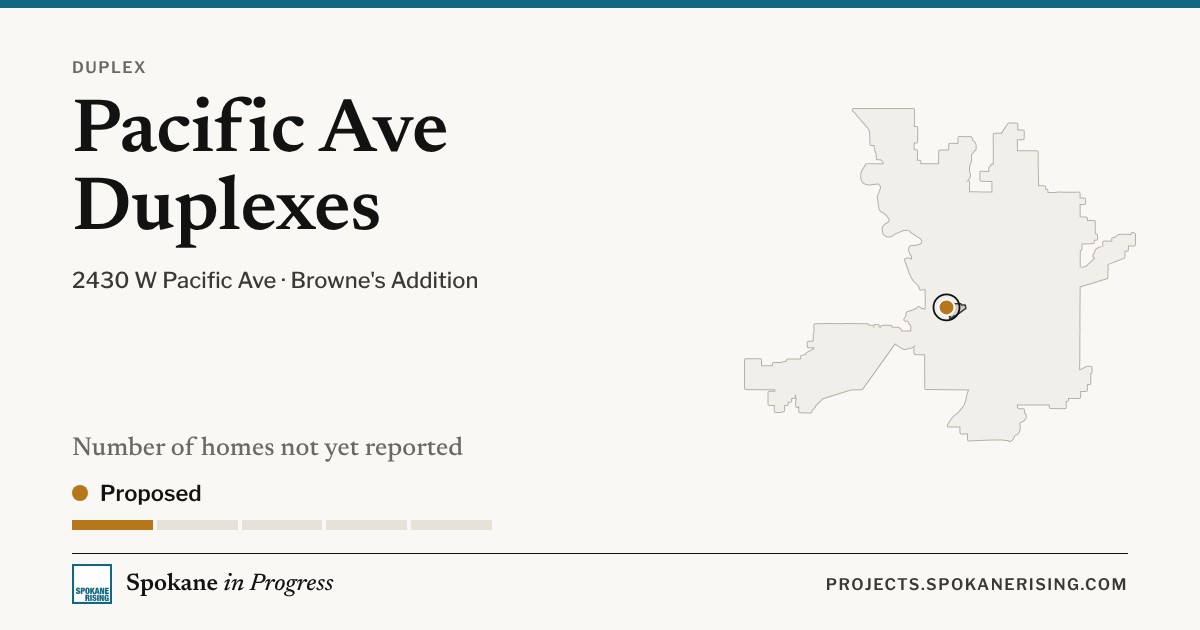 DUPLEX
Pacific Ave
Duplexes
2430 W Pacific Ave · Browne's Addition
Number of homes not yet reported
Proposed
SPOKANE
RISING
Spokane in Progress
PROJECTS.SPOKANERISING.COM